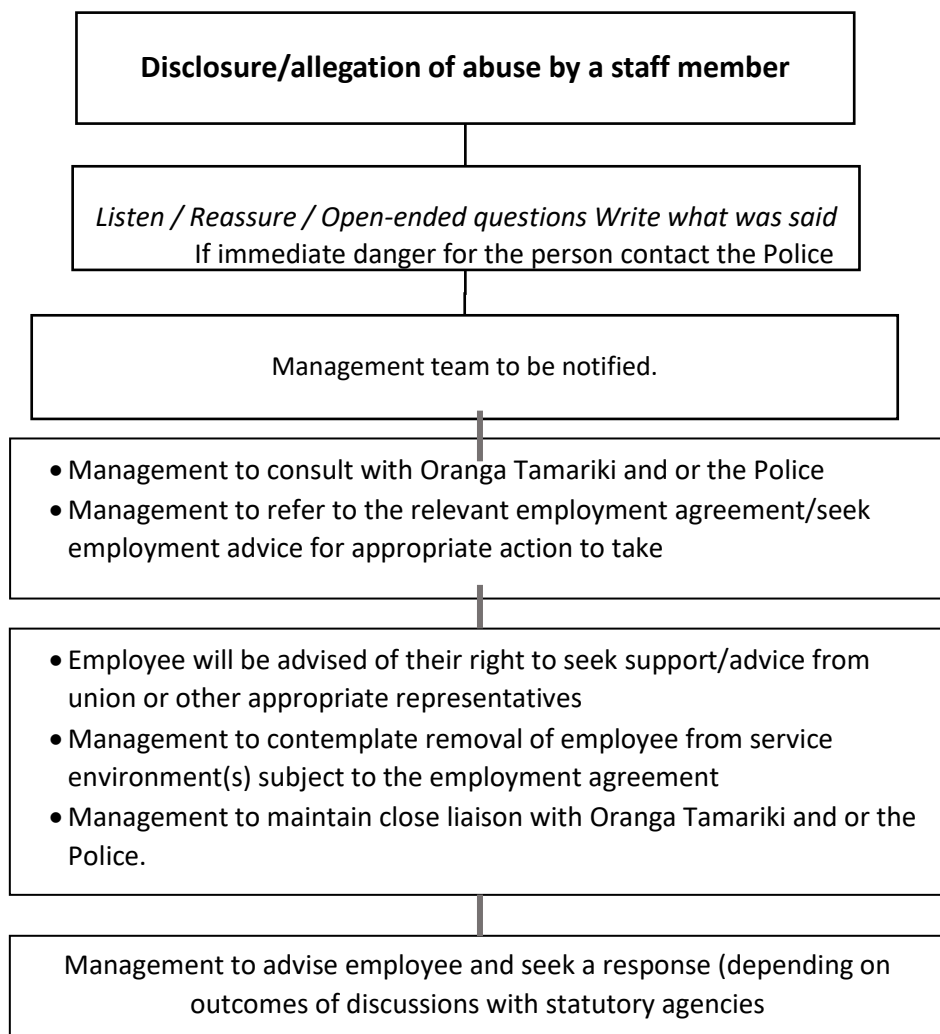 Disclosure/allegation of abuse by a staff member
Listen / Reassure / Open-ended questions Write what was said
If immediate danger for the person contact the Police
Management team to be notified.
• Management to consult with Oranga Tamariki and or the Police
• Management to refer to the relevant employment agreement/seek
employment advice for appropriate action to take
• Employee will be advised of their right to seek support/advice from
union or other appropriate representatives
• Management to contemplate removal of employee from service
environment(s) subject to the employment agreement
• Management to maintain close liaison with Oranga Tamariki and or the
Police.
Management to advise employee and seek a response (depending on
outcomes of discussions with statutory agencies